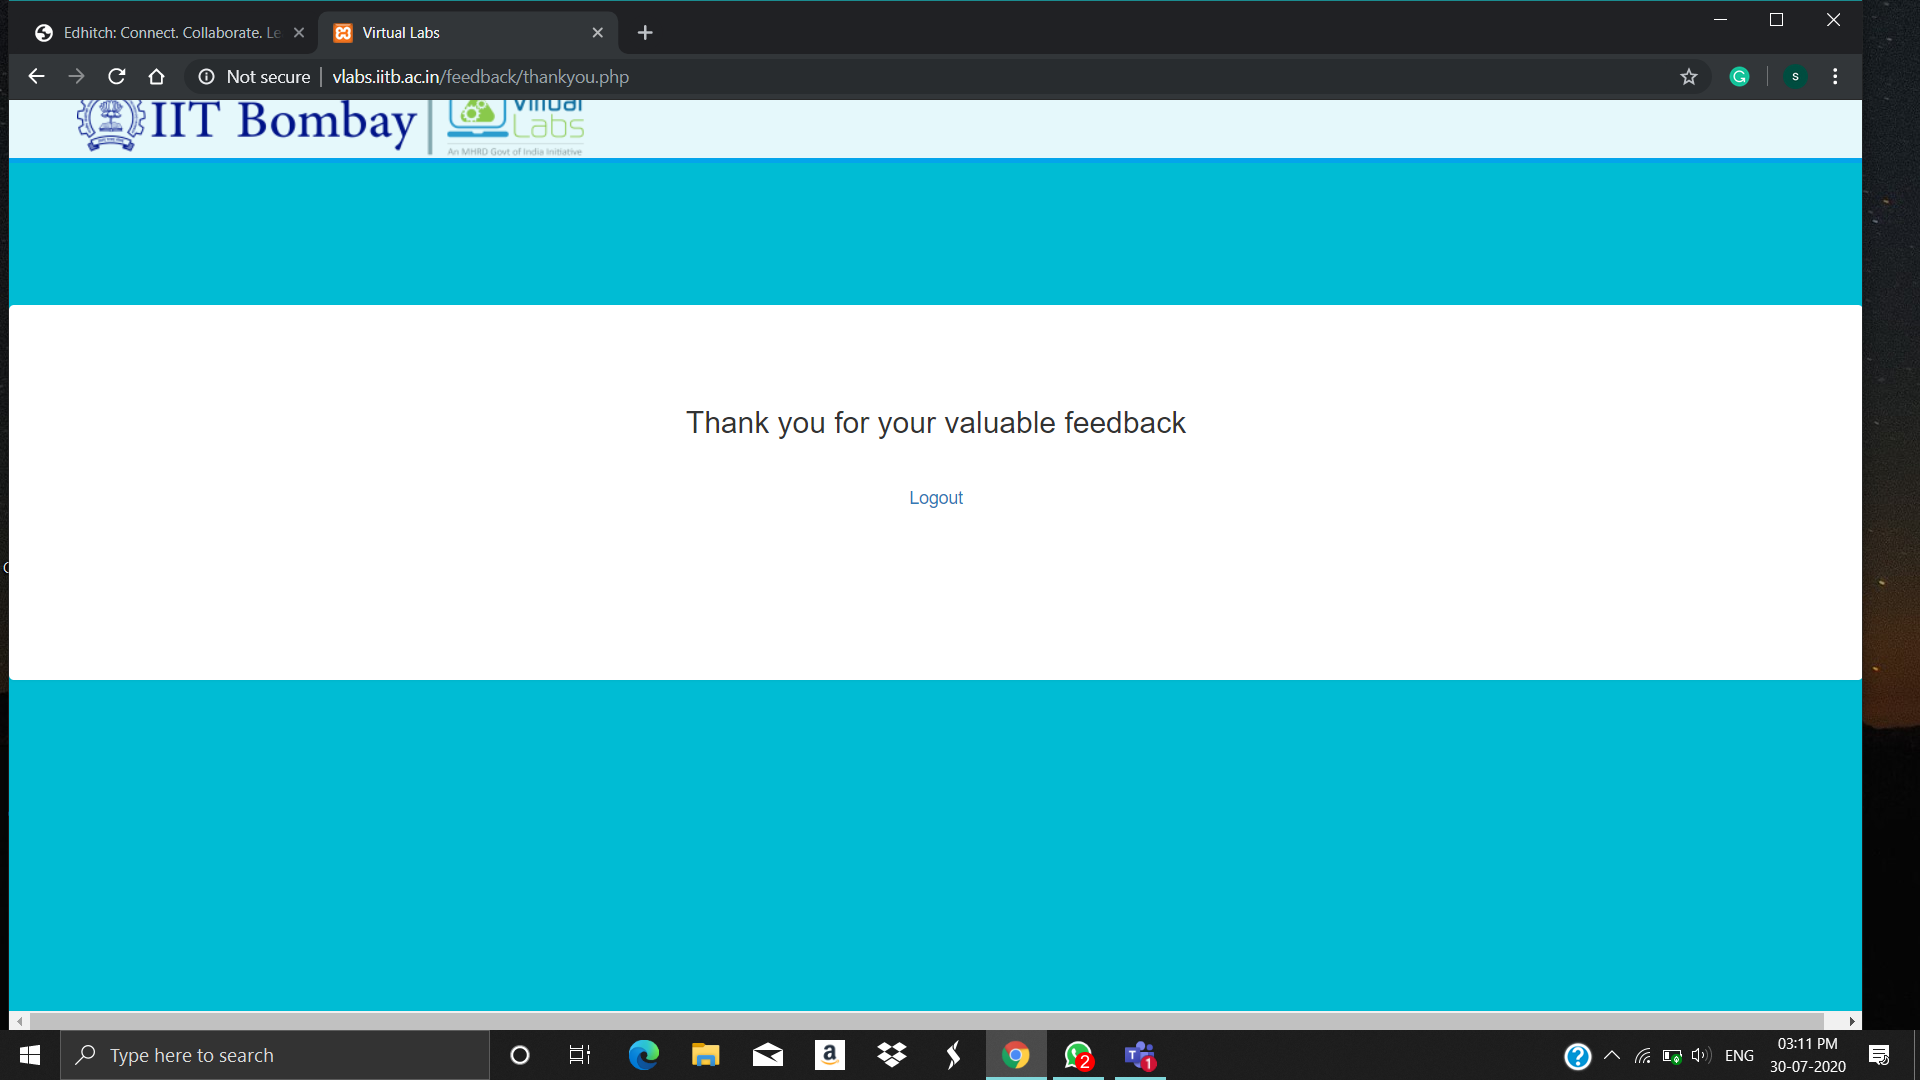 Edhitch: Connect. Collaborate. Le
Virtual Labs
Not secure
vlabs.iitb.ac.in/feedback/thankyou.php
S
IIT Bombay
Virtual
Labs
An MHRD Govt of India Initiative
Thank you for your valuable feedback
Logout
Type here to search
a
2
T
1
ENG
03:11 PM
30-07-2020